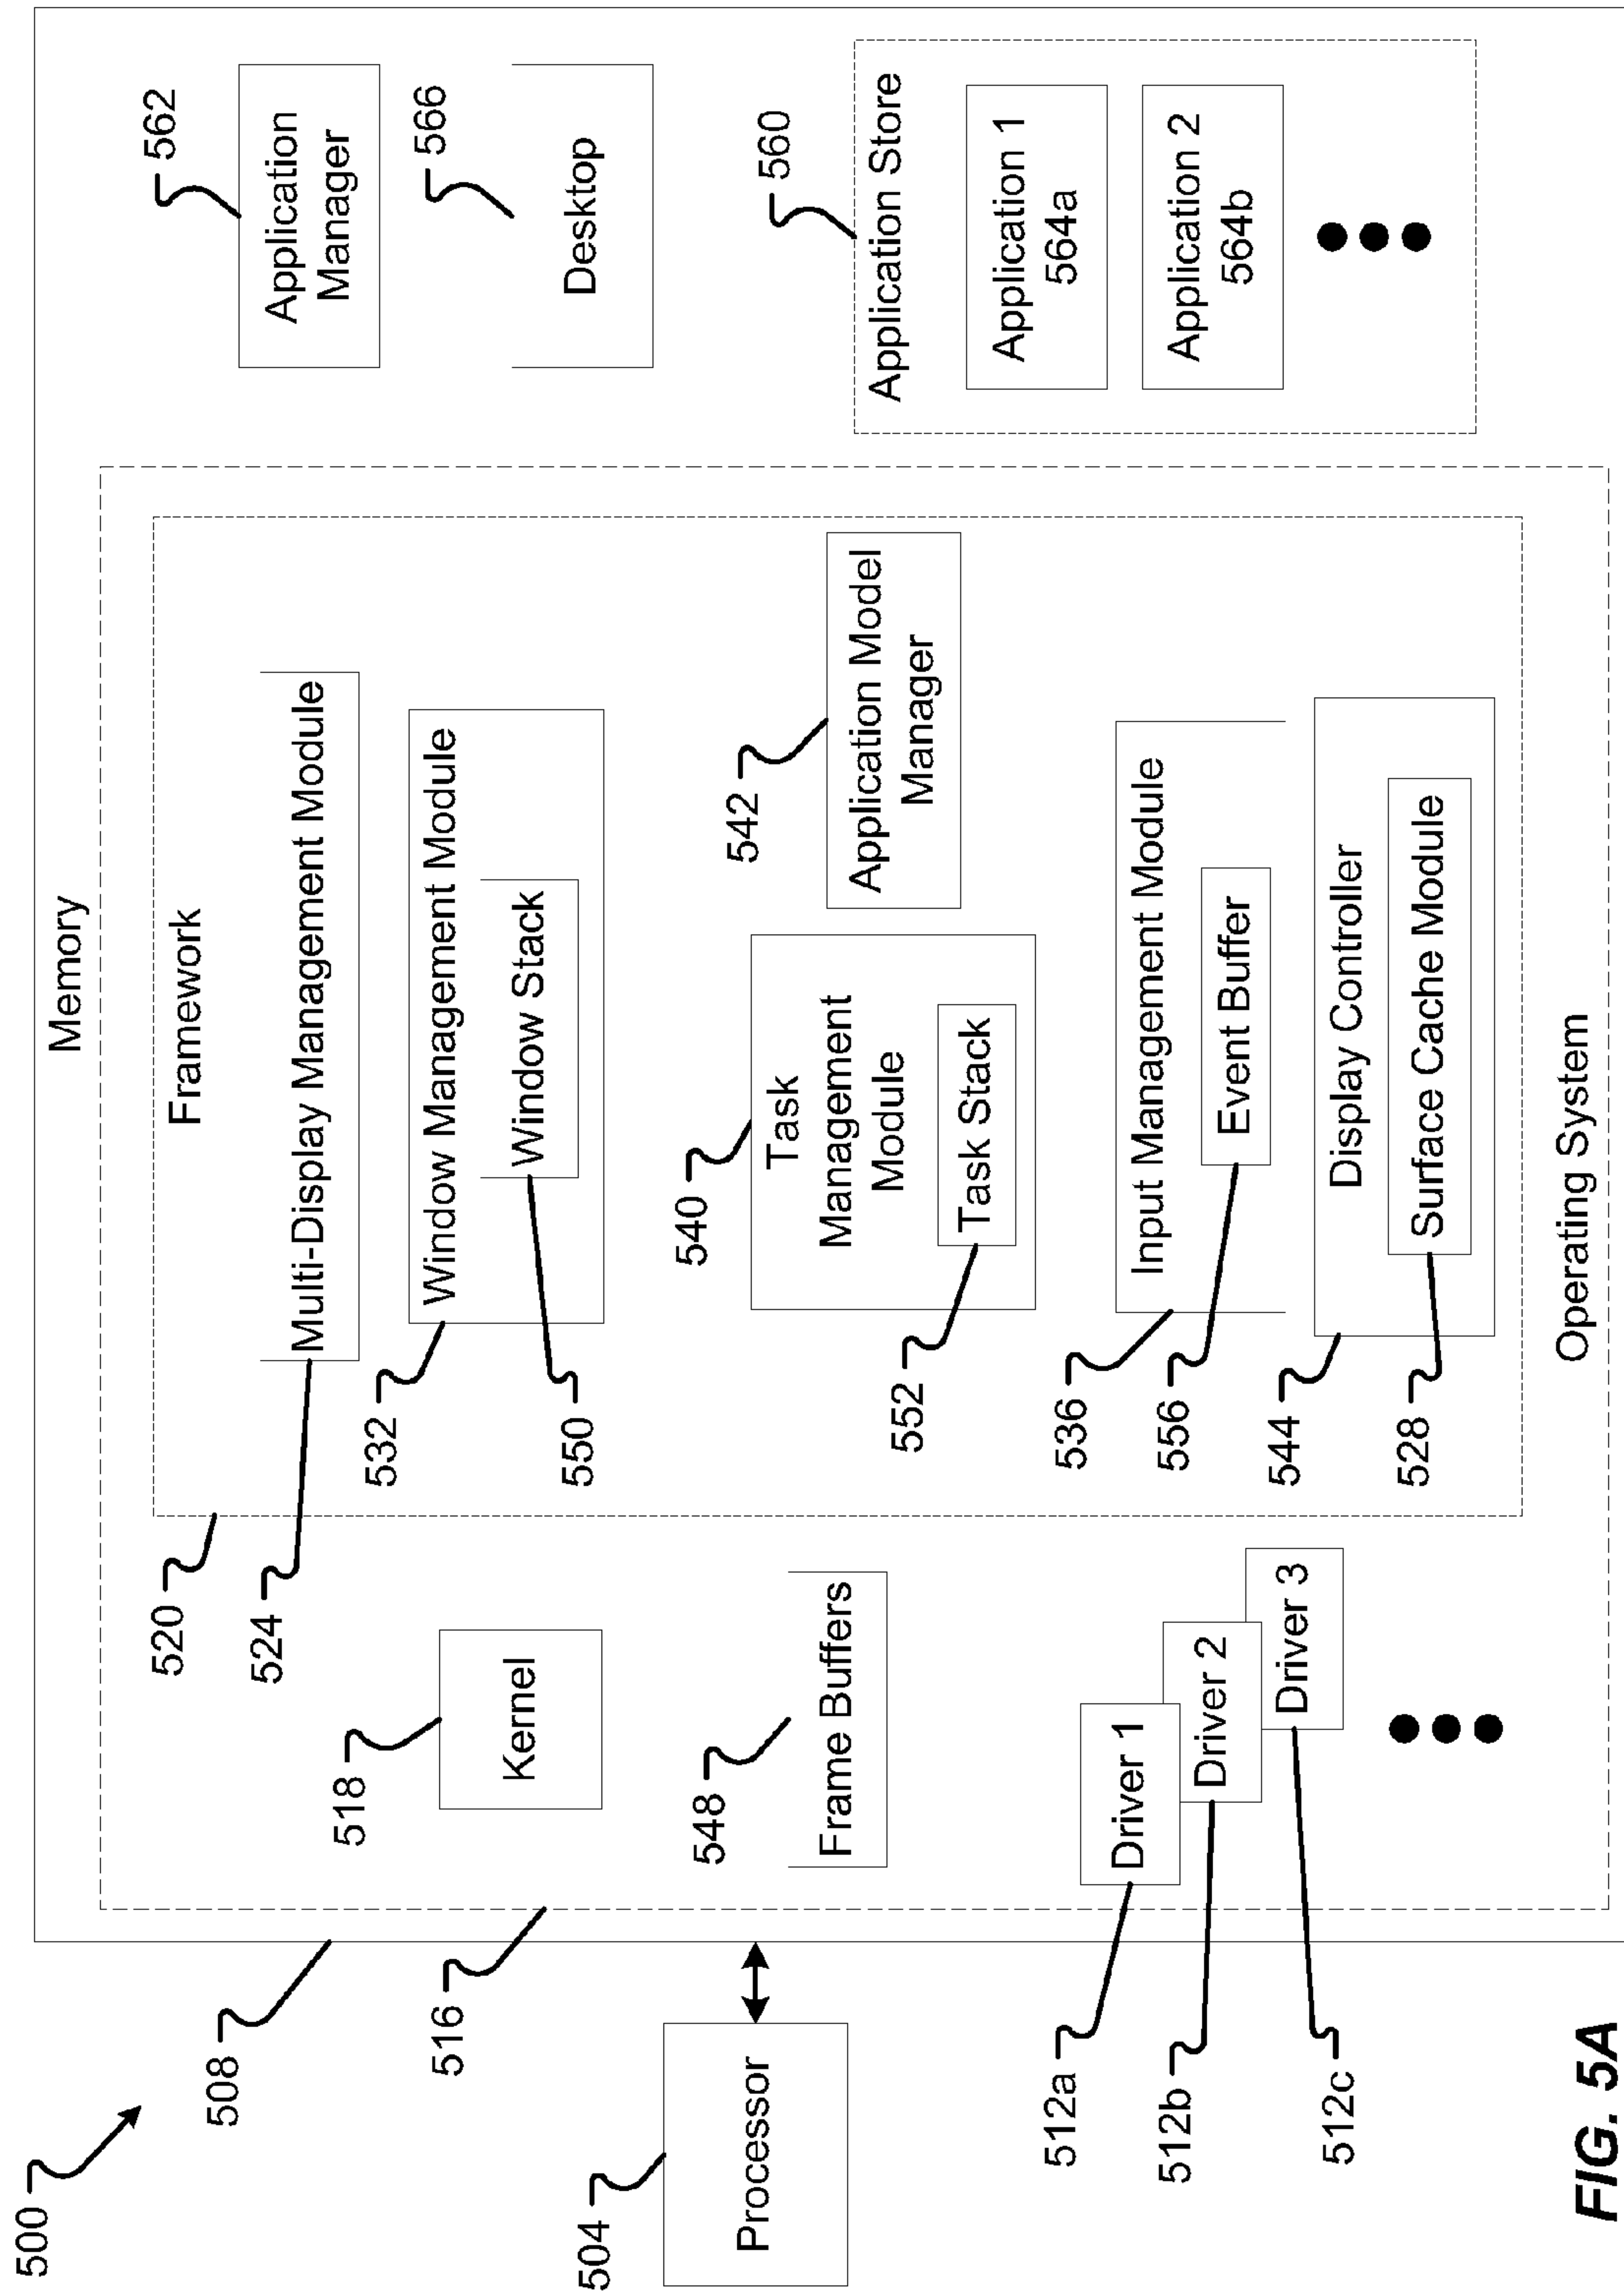 500
508
Memory
516
Operating System
520
Framework
524
Multi-Display Management Module
532
Window Management Module
550
Window Stack
540
Task
Management
Module
552
Task Stack
542
Application Model
Manager
536
Input Management Module
556
Event Buffer
544
Display Controller
528
Surface Cache Module
518
Kernel
548
Frame Buffers
512a
Driver 1
512b
Driver 2
512c
Driver 3
504
Processor
562
Application
Manager
566
Desktop
560
Application Store
Application 1
564a
Application 2
564b
FIG. 5A